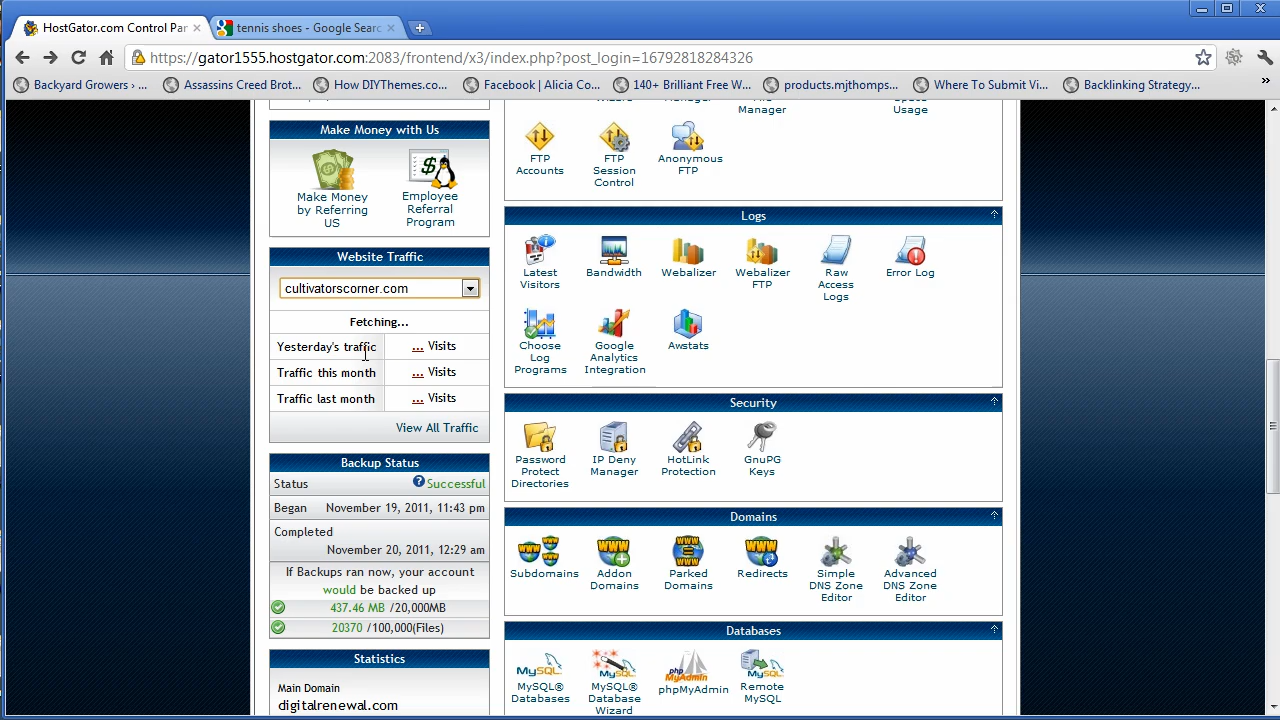 HostGator.com Control Par
tennis shoes - Google Searc
https://gator1555.hostgator.com:2083/frontend/x3/index.php?post_login=16792818284326
Backyard Growers › ...
Assassins Creed Brot...
How DIYThemes.co...
Facebook | Alicia Co...
140+ Brilliant Free W...
products.mjthomps...
Where To Submit Vi...
Backlinking Strategy...
Make Money with Us
Make Money
by Referring
US
Employee
Referral
Program
Website Traffic
cultivatorscorner.com
Fetching...
Yesterday's traffic
... Visits
Traffic this month
... Visits
Traffic last month
... Visits
View All Traffic
Backup Status
Status
Successful
Began
November 19, 2011, 11:43 pm
Completed
November 20, 2011, 12:29 am
If Backups ran now, your account
would be backed up
437.46 MB /20,000MB
20370 /100,000(Files)
Statistics
Main Domain
digitalrenewal.com
Manager
Usage
FTP
Accounts
FTP
Session
Control
Anonymous
FTP
Logs
Latest
Visitors
Bandwidth
Webalizer
Webalizer
FTP
Raw
Access
Logs
Error Log
Choose
Log
Programs
Google
Analytics
Integration
Awstats
Security
Password
Protect
Directories
IP Deny
Manager
HotLink
Protection
GnuPG
Keys
Domains
Subdomains
Addon
Domains
Parked
Domains
Redirects
Simple
DNS Zone
Editor
Advanced
DNS Zone
Editor
Databases
MySQL®
Databases
MySQL®
Database
Wizard
phpMyAdmin
Remote
MySQL